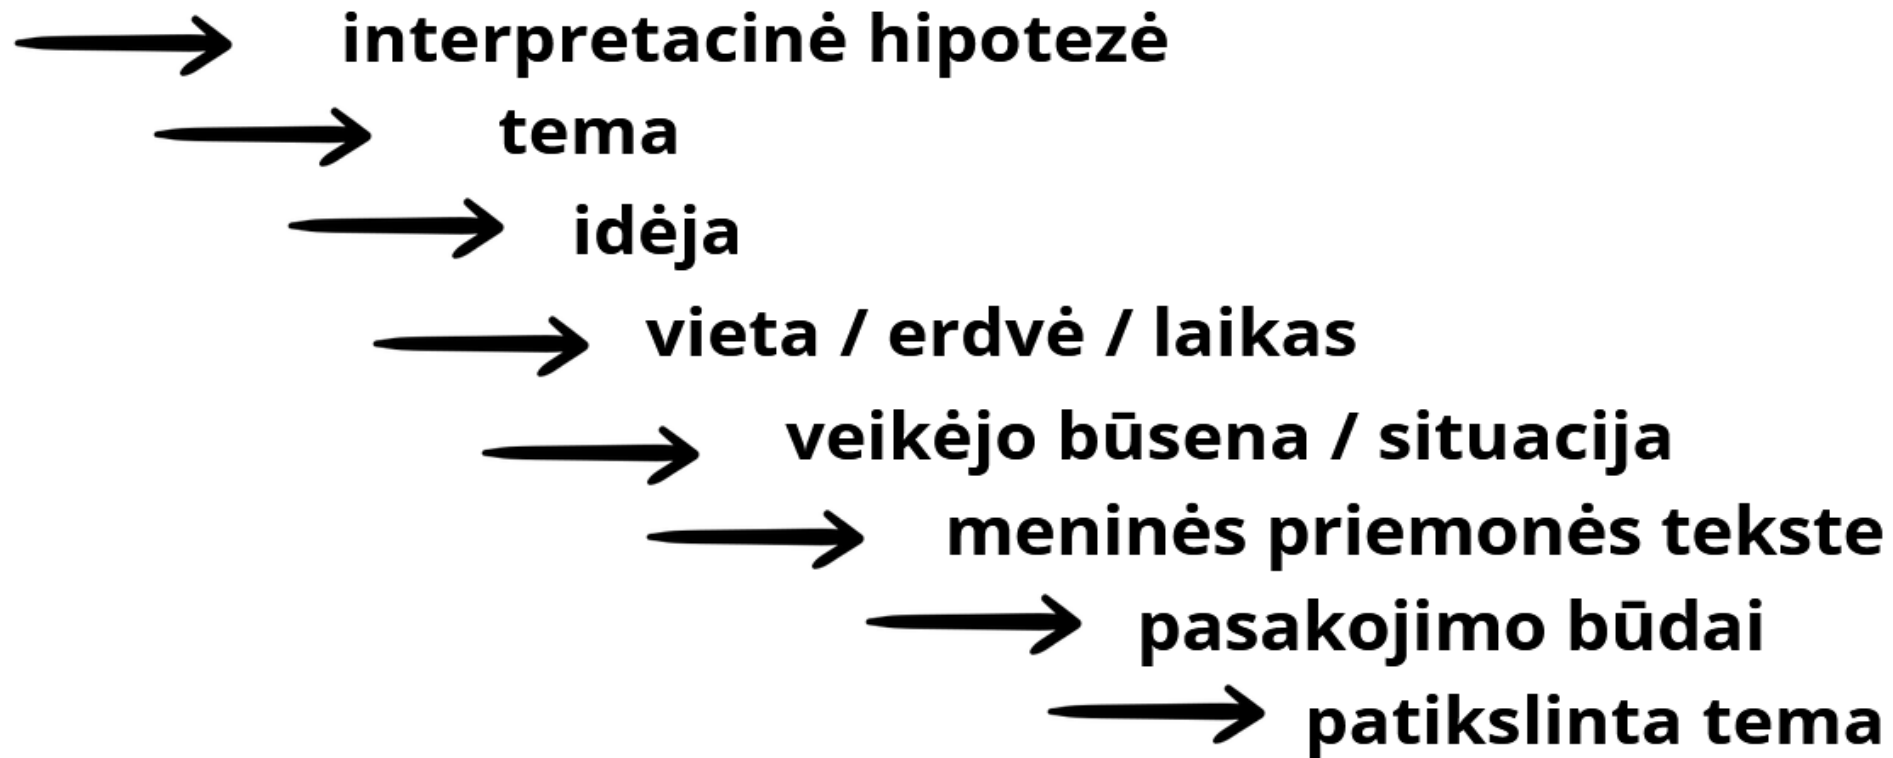 interpretacinė hipotezė
tema
idėja
vieta / erdvė / laikas
veikėjo būsena / situacija
meninės priemonės tekste
pasakojimo būdai
patikslinta tema